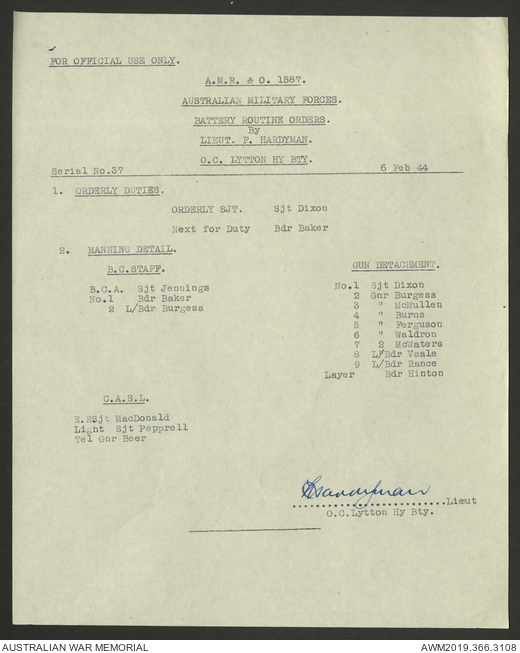 FOR OFFICIAL USE ONLY.
A.M.R. & O. 1587.
AUSTRALIAN MILITARY FORCES.
BATTERY ROUTINE ORDERS.
By
LIEUT. F. HARDYMAN.
O.C. LYTTON HY BTY.
Serial No.37 6 Feb 44
1. ORDERLY DUTIES.
ORDERLY SJT. Sjt Dixon
Next for Duty Bdr Baker
2. MANNING DETAIL.
B.C.STAFF.
B.C.A. Sjt Jennings
No.1 Bdr Baker
2 L/Bdr Burgess
GUN DETACHMENT.
No.1 Sjt Dixon
2 Gnr Burgess
3 " McMullen
4 " Burns
5 " Ferguson
6 " Waldron
7 2 McWaters
8 L/Bdr Veale
9 L/Bdr Rance
Layer Bdr Hinton
C.A.S.L.
E.RSjt MacDonald
Light Sjt Pepprell
Tel Gnr Beer
FHardyman
..........................Lieut
O.C.Lytton Hy Bty.
AUSTRALIAN WAR MEMORIAL AWM2019.366.3108